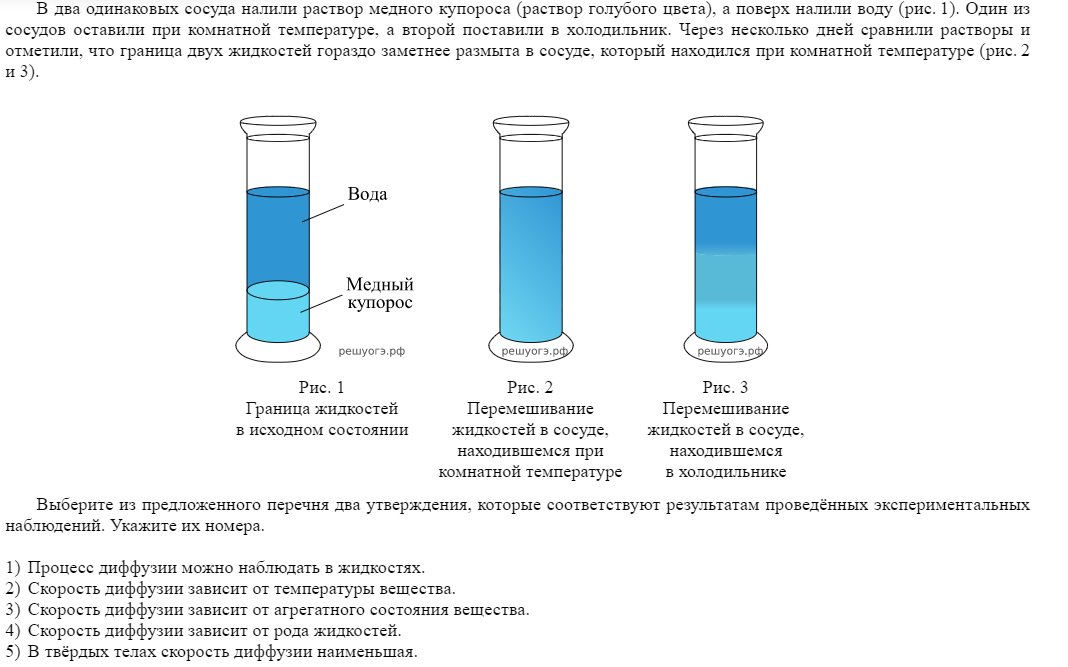 В два одинаковых сосуда налили раствор медного купороса (раствор голубого цвета), а поверх налили воду (рис. 1). Один из
сосудов оставили при комнатной температуре, а второй поставили в холодильник. Через несколько дней сравнили растворы и
отметили, что граница двух жидкостей гораздо заметнее размыта в сосуде, который находился при комнатной температуре (рис. 2
и 3).
Вода
Медный
купорос
решуогэ.рф
решуогэ.рф
решуогэ.рф
Рис. 1
Граница жидкостей
в исходном состоянии
Рис. 2
Перемешивание
жидкостей в сосуде,
находившемся при
комнатной температуре
Рис. 3
Перемешивание
жидкостей в сосуде,
находившемся
в холодильнике
Выберите из предложенного перечня два утверждения, которые соответствуют результатам проведённых экспериментальных
наблюдений. Укажите их номера.
1) Процесс диффузии можно наблюдать в жидкостях.
2) Скорость диффузии зависит от температуры вещества.
3) Скорость диффузии зависит от агрегатного состояния вещества.
4) Скорость диффузии зависит от рода жидкостей.
5) В твёрдых телах скорость диффузии наименьшая.